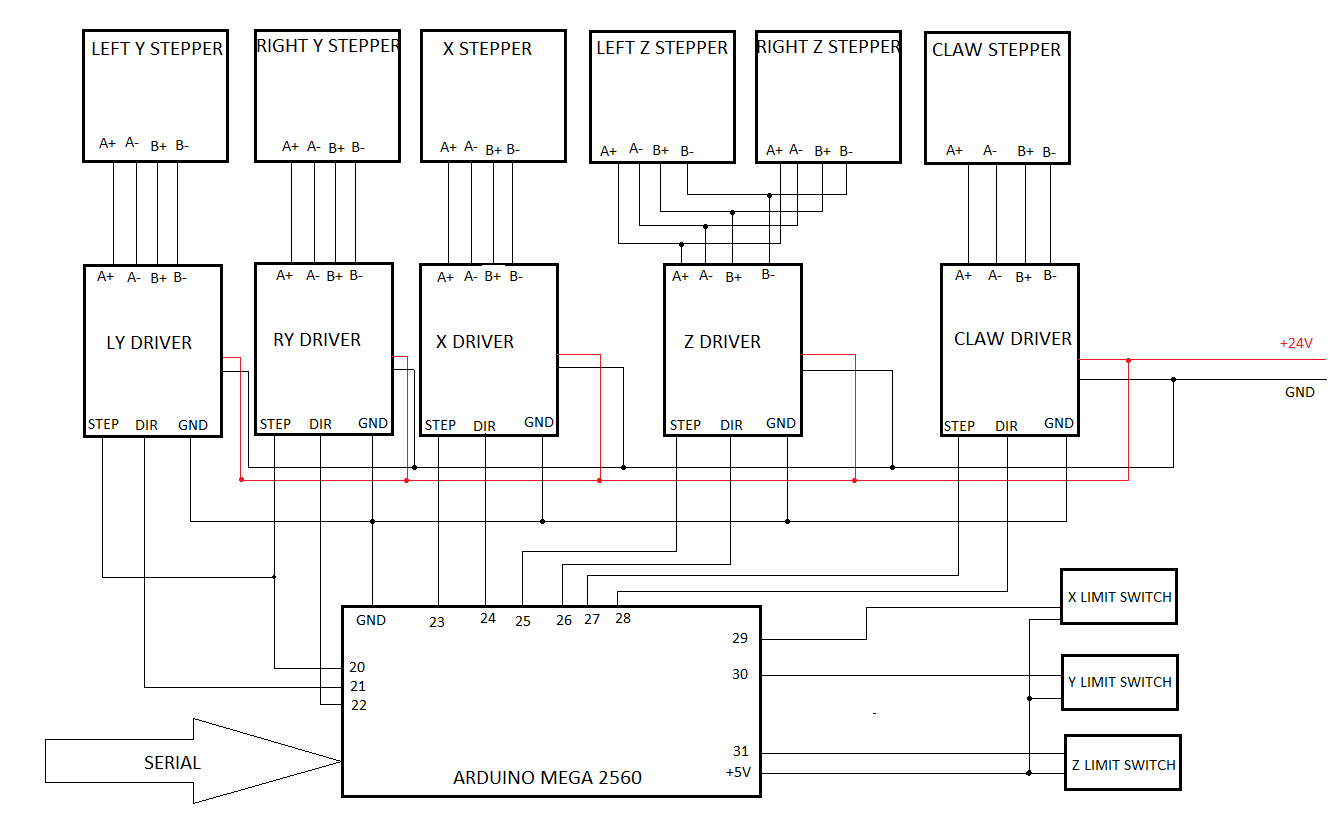 LEFT Y STEPPER
RIGHT Y STEPPER
X STEPPER
LEFT Z STEPPER
RIGHT Z STEPPER
CLAW STEPPER
A+ A- B+ B-
A+ A- B+ B-
A+ A- B+ B-
A+ A- B+ B-
A+ A- B+ B-
A+ A- B+ B-
A+ A- B+ B-
A+ A- B+ B-
A+ A- B+ B-
A+ A- B+ B-
A+ A- B+ B-
LY DRIVER
RY DRIVER
X DRIVER
Z DRIVER
CLAW DRIVER
+24V
GND
STEP DIR GND
STEP DIR GND
STEP DIR GND
STEP DIR GND
STEP DIR GND
GND 23 24 25 26 27 28
20
21
22
29
30
31
+5V
X LIMIT SWITCH
Y LIMIT SWITCH
Z LIMIT SWITCH
SERIAL
ARDUINO MEGA 2560